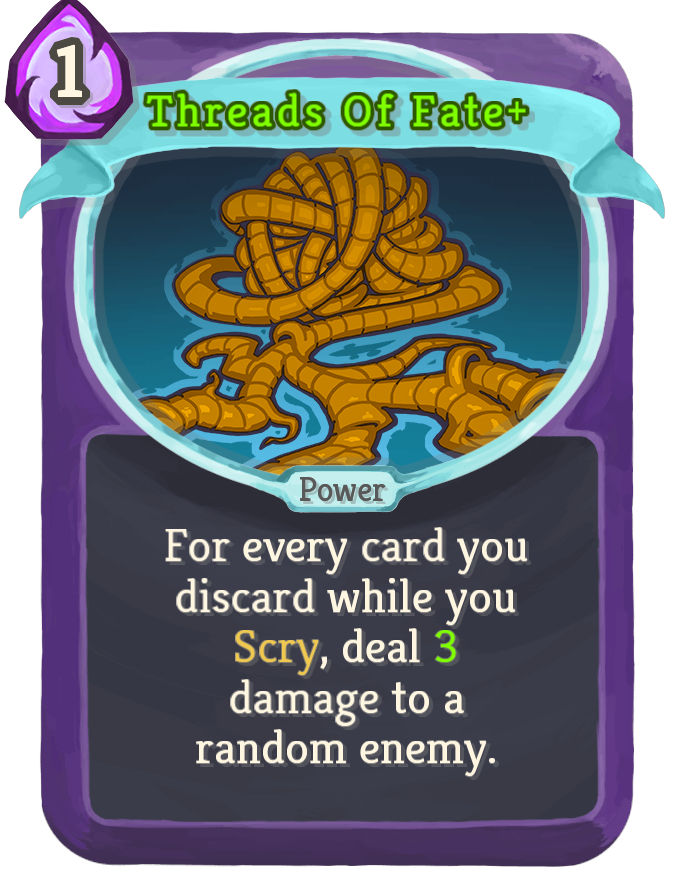 1
Threads Of Fate+
Power
For every card you
discard while you
Scry, deal 3
damage to a
random enemy.